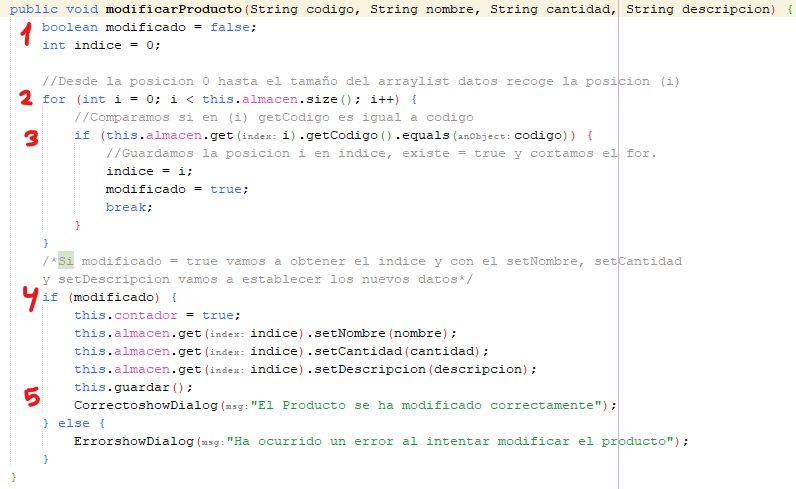 public void modificarProducto(String codigo, String nombre, String cantidad, String descripcion) {
1 boolean modificado = false;
int indice = 0;
//Desde la posicion 0 hasta el tamaño del arraylist datos recoge la posicion (i)
2 for (int i = 0; i < this.almacen.size(); i++) {
//Comparamos si en (i) getCodigo es igual a codigo
3 if (this.almacen.get(index: i).getCodigo().equals(anObject: codigo)) {
//Guardamos la posicion i en indice, existe = true y cortamos el for.
indice = i;
modificado = true;
break;
}
}
/*Si modificado = true vamos a obtener el indice y con el setNombre, setCantidad
y setDescripcion vamos a establecer los nuevos datos*/
4 if (modificado) {
this.contador = true;
this.almacen.get(index: indice).setNombre(nombre);
this.almacen.get(index: indice).setCantidad(cantidad);
this.almacen.get(index: indice).setDescripcion(descripcion);
this.guardar();
5 CorrectoshowDialog(msg: "El Producto se ha modificado correctamente");
} else {
ErrorshowDialog(msg: "Ha ocurrido un error al intentar modificar el producto");
}
}